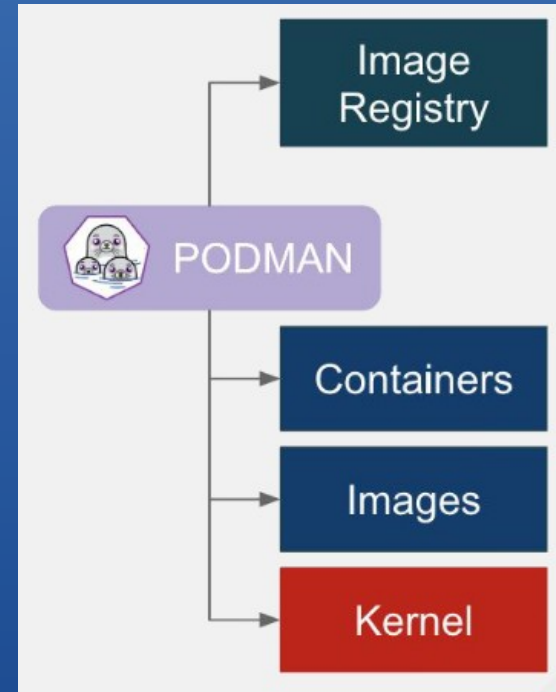 Image
Registry
PODMAN
Containers
Images
Kernel